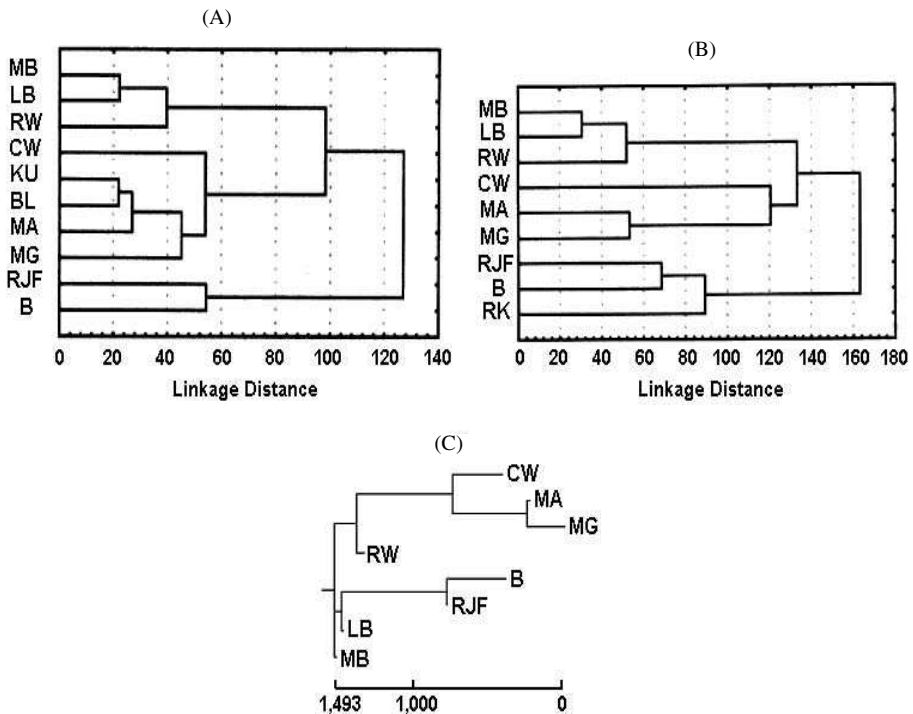 (A)
MB
LB
RW
CW
KU
BL
MA
MG
RJF
B
0 20 40 60 80 100 120 140
Linkage Distance
(B)
MB
LB
RW
CW
MA
MG
RJF
B
RK
0 20 40 60 80 100 120 140 160 180
Linkage Distance
(C)
CW
MA
MG
RW
B
RJF
LB
MB
1,493 1,000 0